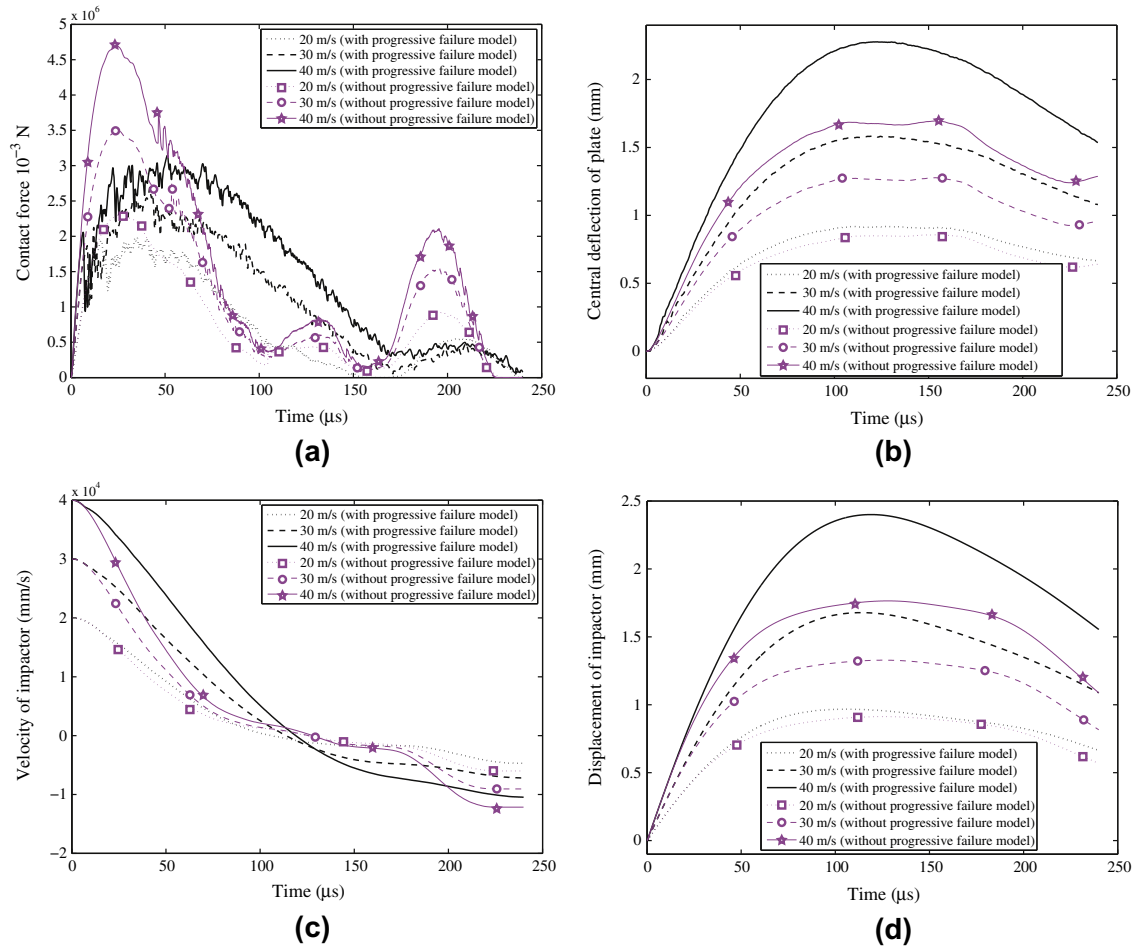 x 10⁶
5
4.5
4
3.5
3
2.5
2
1.5
1
0.5
0
0
50
100
150
200
250
Contact force 10⁻³ N
Time (μs)
20 m/s (with progressive failure model)
30 m/s (with progressive failure model)
40 m/s (with progressive failure model)
20 m/s (without progressive failure model)
30 m/s (without progressive failure model)
40 m/s (without progressive failure model)
(a)
2
1.5
1
0.5
0
0
50
100
150
200
250
Central deflection of plate (mm)
Time (μs)
20 m/s (with progressive failure model)
30 m/s (with progressive failure model)
40 m/s (with progressive failure model)
20 m/s (without progressive failure model)
30 m/s (without progressive failure model)
40 m/s (without progressive failure model)
(b)
x 10⁴
4
3
2
1
0
−1
−2
0
50
100
150
200
250
Velocity of impactor (mm/s)
Time (μs)
20 m/s (with progressive failure model)
30 m/s (with progressive failure model)
40 m/s (with progressive failure model)
20 m/s (without progressive failure model)
30 m/s (without progressive failure model)
40 m/s (without progressive failure model)
(c)
2.5
2
1.5
1
0.5
0
0
50
100
150
200
250
Displacement of impactor (mm)
Time (μs)
20 m/s (with progressive failure model)
30 m/s (with progressive failure model)
40 m/s (with progressive failure model)
20 m/s (without progressive failure model)
30 m/s (without progressive failure model)
40 m/s (without progressive failure model)
(d)